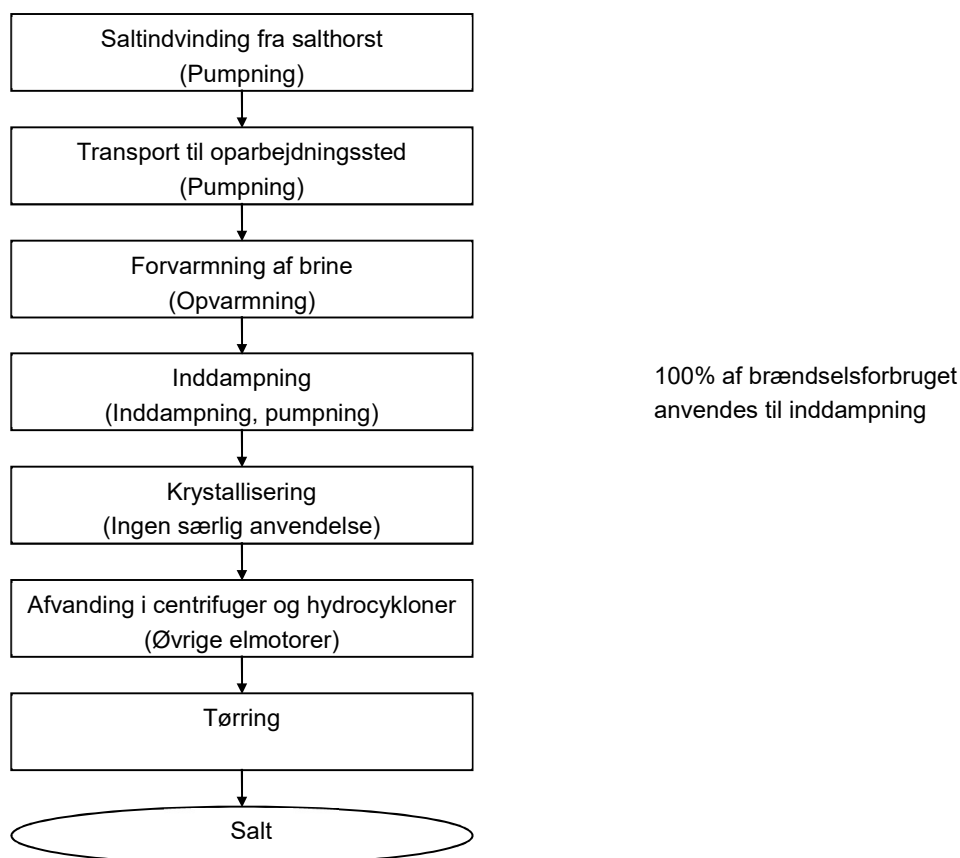 Saltindvinding fra salthorst
(Pumpning)
Transport til oparbejdningssted
(Pumpning)
Forvarmning af brine
(Opvarmning)
Inddampning
(Inddampning, pumpning)
100% af brændselsforbruget
anvendes til inddampning
Krystallisering
(Ingen særlig anvendelse)
Afvanding i centrifuger og hydrocykloner
(Øvrige elmotorer)
Tørring
Salt